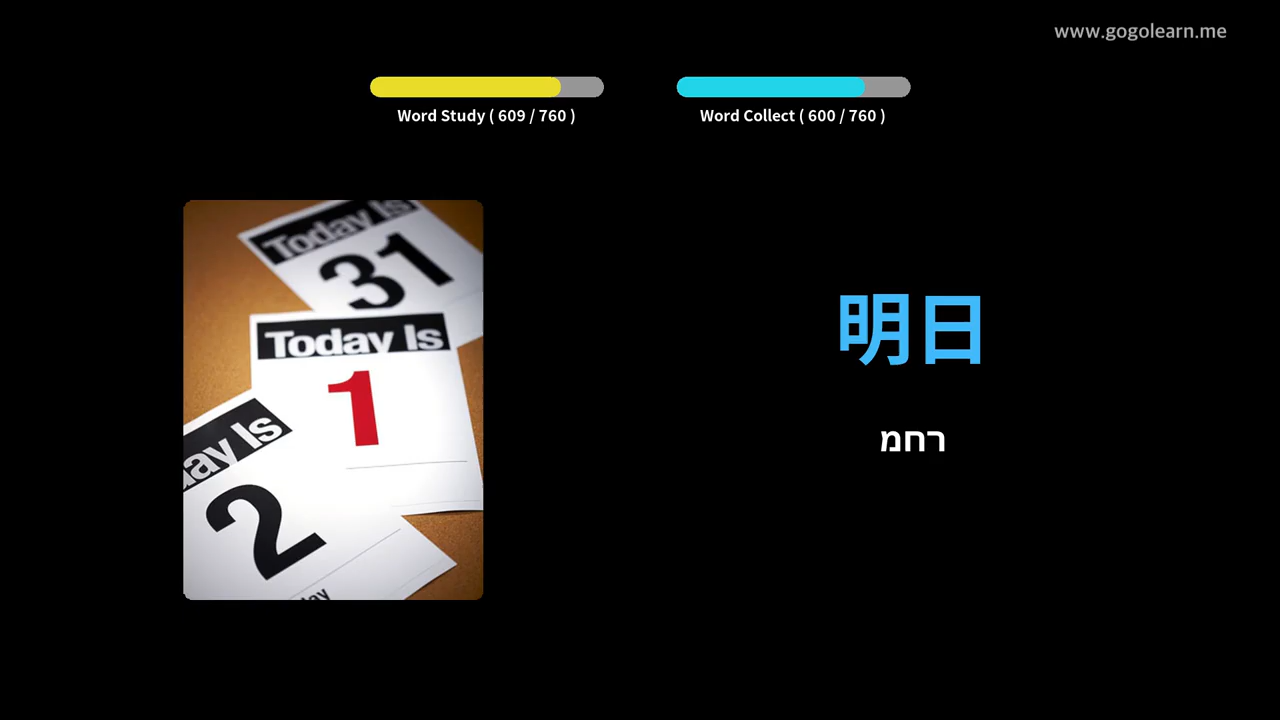 www.gogolearn.me
Word Study ( 609 / 760 )
Word Collect ( 600 / 760 )
Today Is
31
Today Is
1
ay Is
2
明日
רחמ